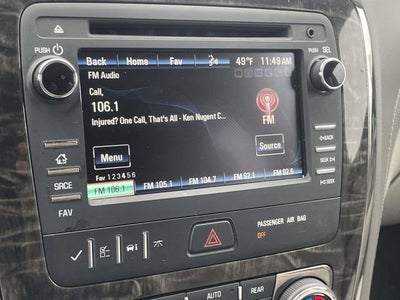 PUSH
Back Home Fav 49°F 11:49AM
PUSH SEL
FM Audio
Call,
106.1
Injured? One Call, That's All - Ken Nugent C...
FM
Menu
Source
BACK
SEEK
SEEK
SRCE
FAV
Fav 1 2 3 4 5 6
FM 106.1 FM 105.1 FM 104.7 FM 92.1 FM 92.5
PASSENGER AIR BAG
OFF
AUTO
REAR